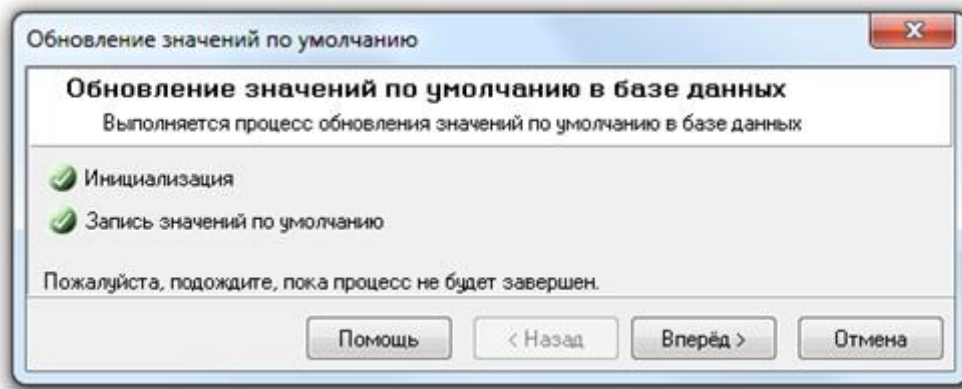 Обновление значений по умолчанию
Обновление значений по умолчанию в базе данных
Выполняется процесс обновления значений по умолчанию в базе данных
Инициализация
Запись значений по умолчанию
Пожалуйста, подождите, пока процесс не будет завершен.
Помощь
< Назад
Вперёд >
Отмена